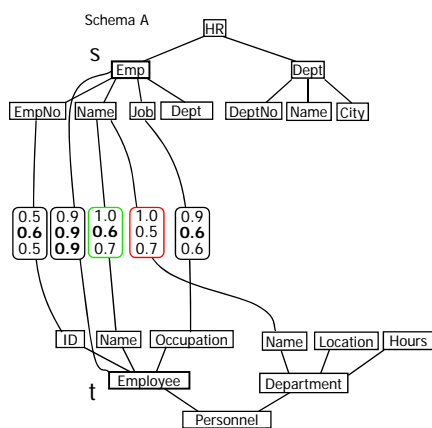 Schema A
HR
S
Emp
Dept
EmpNo Name Job Dept
DeptNo Name City
0.5 0.9 1.0 1.0 0.9
0.6 0.9 0.6 0.5 0.6
0.5 0.9 0.7 0.7 0.6
ID Name Occupation Name Location Hours
t Employee Department
Personnel